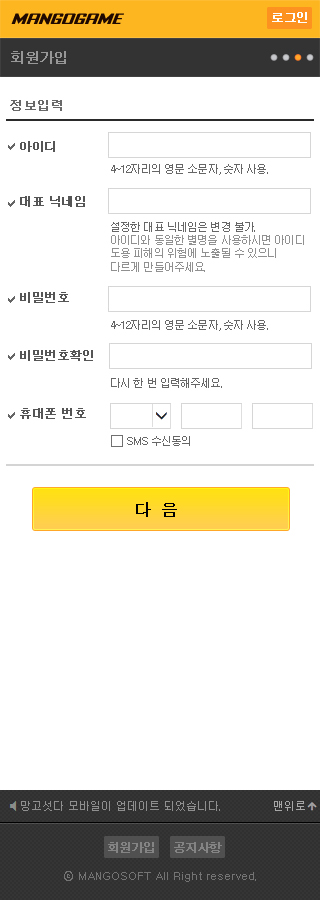 MANGOGAME
로그인
회원가입
정보입력
아이디
4~12자리의 영문 소문자, 숫자 사용.
대표 닉네임
설정한 대표 닉네임은 변경 불가.
아이디와 동일한 별명을 사용하시면 아이디
도용 피해의 위험에 노출될 수 있으니
다르게 만들어주세요.
비밀번호
4~12자리의 영문 소문자, 숫자 사용.
비밀번호확인
다시 한 번 입력해주세요.
휴대폰 번호
SMS 수신동의
다 음
망고섯다 모바일이 업데이트 되었습니다.
맨위로
회원가입 공지사항
ⓒ MANGOSOFT All Right reserved.